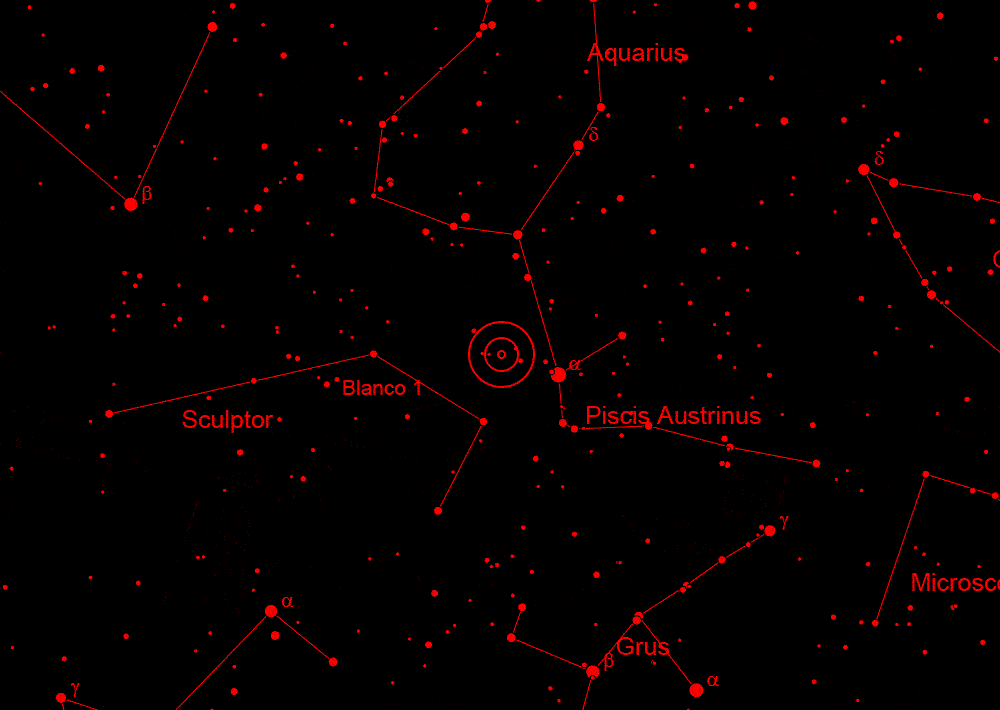 Aquarius
δ
δ
β
α
Blanco 1
Piscis Austrinus
Sculptor
γ
Microsc
α
Grus
β
α
γ